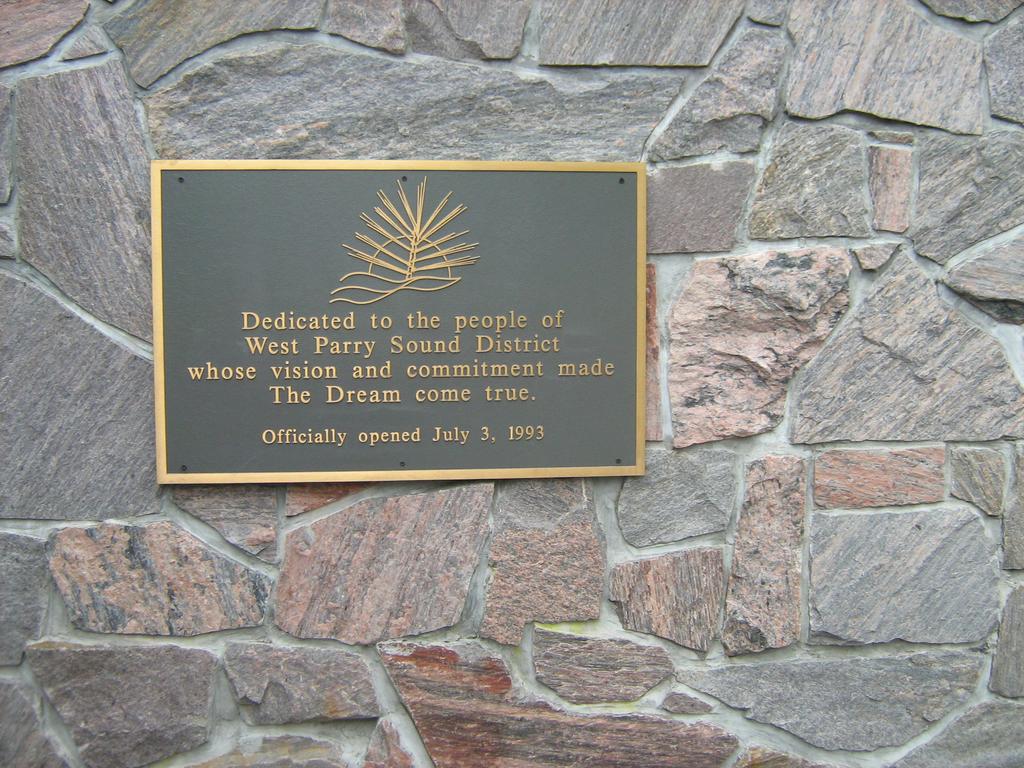 Dedicated to the people of
West Parry Sound District
whose vision and commitment made
The Dream come true.
Officially opened July 3, 1993